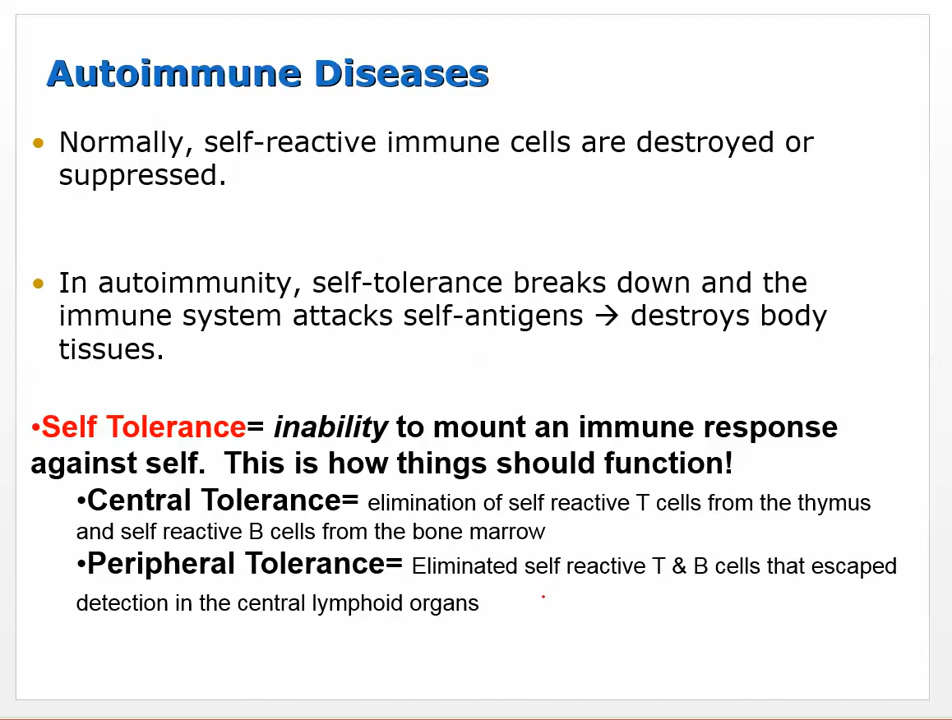 Autoimmune Diseases
• Normally, self-reactive immune cells are destroyed or
suppressed.
• In autoimmunity, self-tolerance breaks down and the
immune system attacks self-antigens → destroys body
tissues.
•Self Tolerance= inability to mount an immune response
against self.  This is how things should function!
•Central Tolerance= elimination of self reactive T cells from the thymus
and self reactive B cells from the bone marrow
•Peripheral Tolerance= Eliminated self reactive T & B cells that escaped
detection in the central lymphoid organs